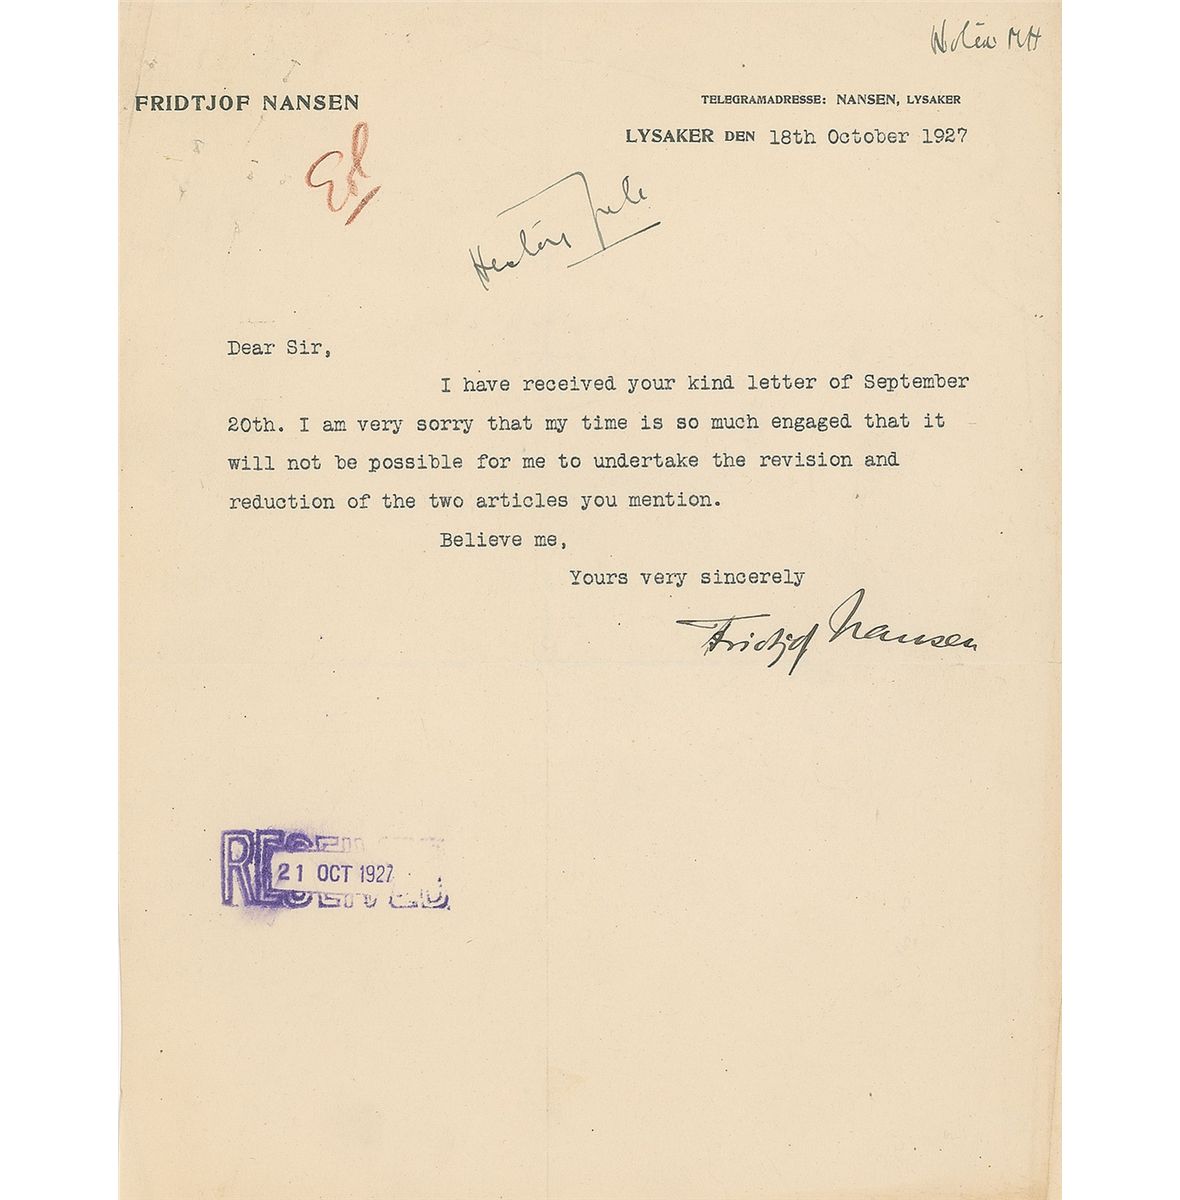 FRIDTJOF NANSEN
TELEGRAMADRESSE: NANSEN, LYSAKER
LYSAKER DEN 18th October 1927
Dear Sir,
I have received your kind letter of September
20th. I am very sorry that my time is so much engaged that it
will not be possible for me to undertake the revision and
reduction of the two articles you mention.
Believe me,
Yours very sincerely
Fridtjof Nansen
RECEIVED
21 OCT 1927